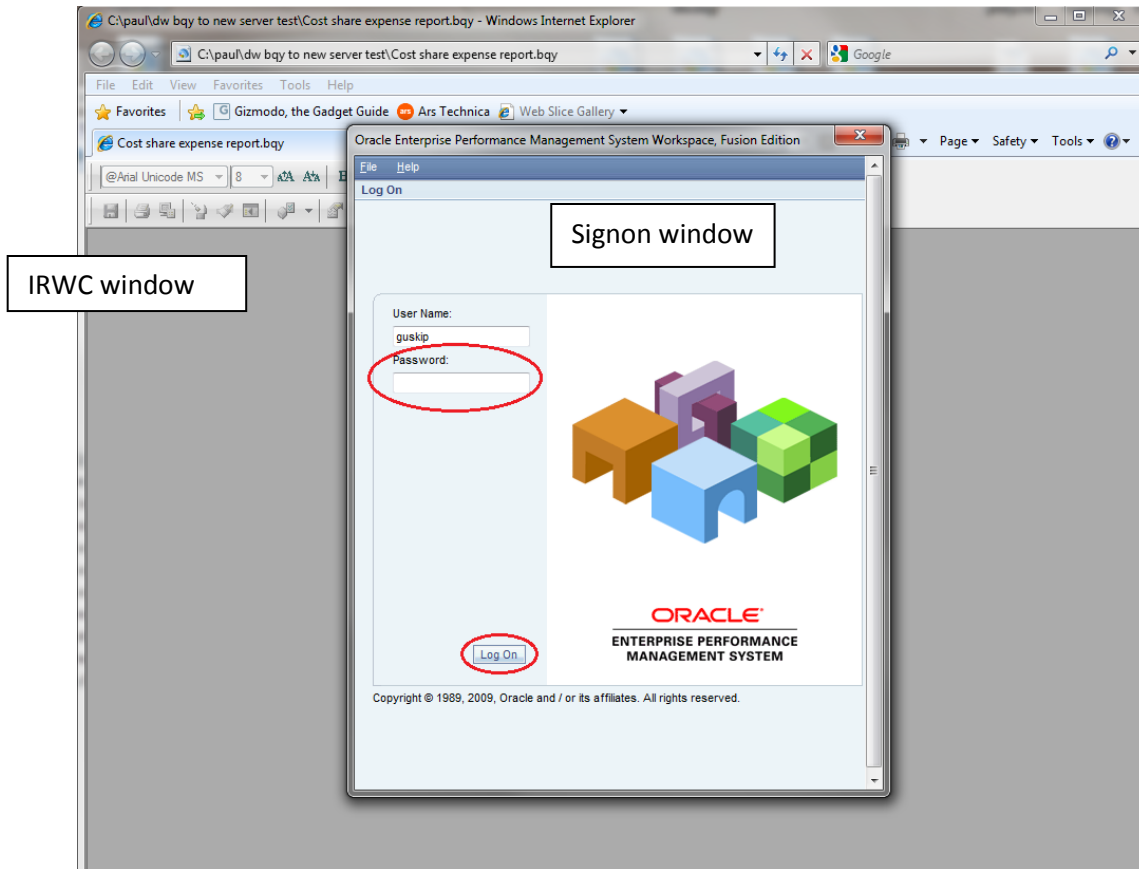 C:\paul\dw bqy to new server test\Cost share expense report.bqy - Windows Internet Explorer
C:\paul\dw bqy to new server test\Cost share expense report.bqy
Google
File Edit View Favorites Tools Help
Favorites Gizmodo, the Gadget Guide Ars Technica Web Slice Gallery
Cost share expense report.bqy
Page Safety Tools
@Arial Unicode MS 8
Oracle Enterprise Performance Management System Workspace, Fusion Edition
File Help
Log On
Signon window
IRWC window
User Name:
guskip
Password:
Log On
ORACLE
ENTERPRISE PERFORMANCE
MANAGEMENT SYSTEM
Copyright © 1989, 2009, Oracle and / or its affiliates. All rights reserved.